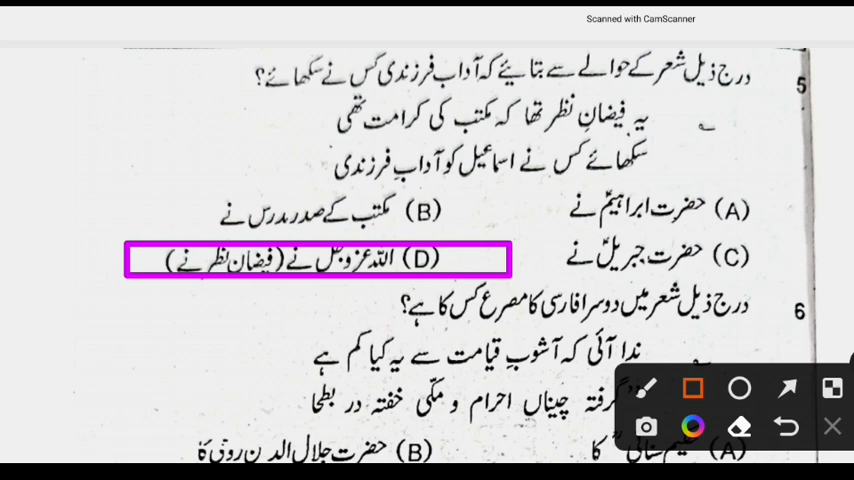 Scanned with CamScanner
5 درج ذیل شعر کے حوالے سے بتایئے کہ آداب فرزندی کس نے سکھائے؟
یہ فیضانِ نظر تھا کہ مکتب کی کرامت تھی
سکھائے کس نے اسماعیل کو آدابِ فرزندی
(A) حضرت ابراہیمؑ نے (B) مکتب کے صدر مدرس نے
(C) حضرت جبریلؑ نے (D) اللہ عزوجل نے (فیضان نظر نے)
6 درج ذیل شعر میں دوسرا فارسی کا مصرع کس کا ہے؟
ندا آئی کہ آشوبِ قیامت سے یہ کیا کم ہے
گرفتہ چینیاں احرام و مکی خفتہ در بطحا
(A) سنائی کا (B) حضرت جلال الدین رومی کا